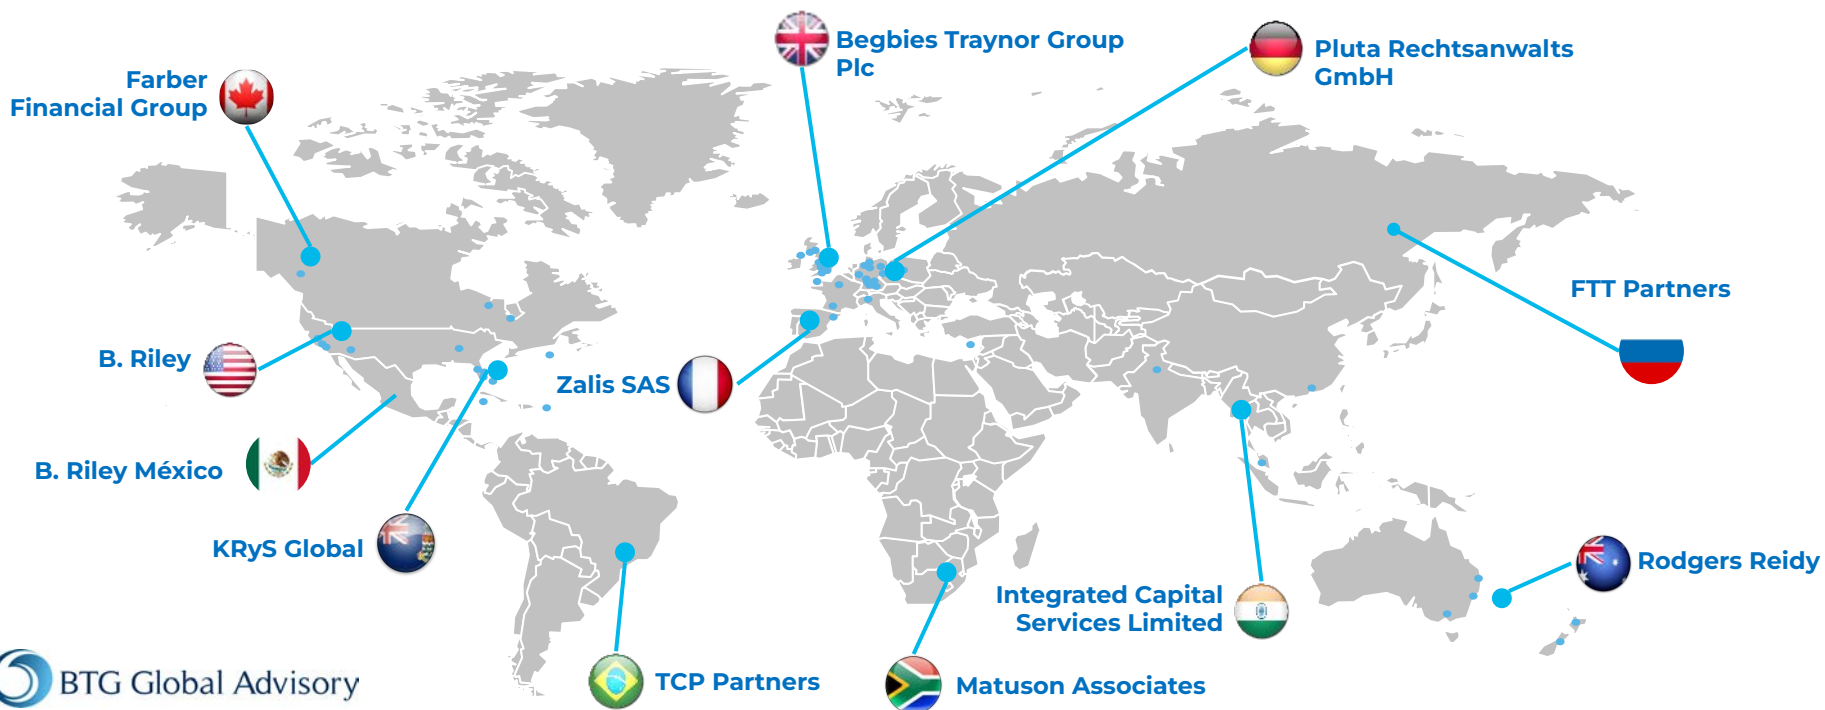 Begbies Traynor Group
Plc
Pluta Rechtsanwalts
GmbH
Farber
Financial Group
FTT Partners
B. Riley
Zalis SAS
B. Riley México
KRyS Global
Rodgers Reidy
Integrated Capital
Services Limited
TCP Partners
Matuson Associates
BTG Global Advisory